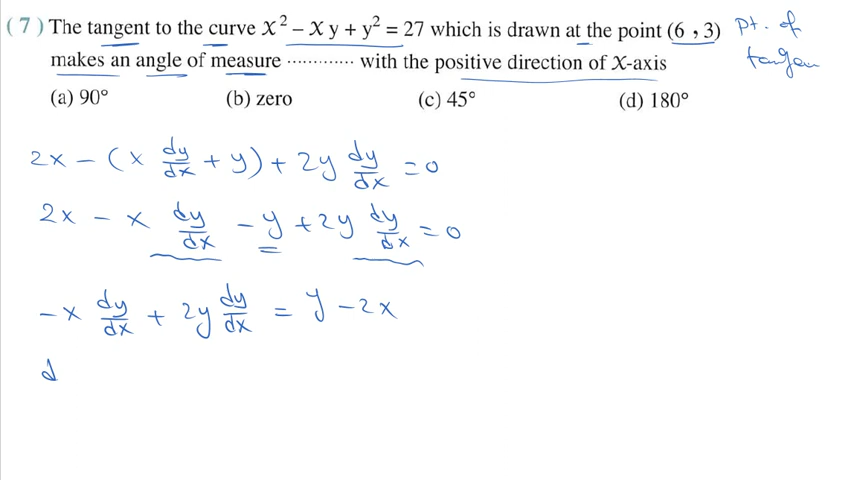 (7) The tangent to the curve X² – X y + y² = 27 which is drawn at the point (6 , 3) pt. of
makes an angle of measure ············ with the positive direction of X-axis tangen
(a) 90° (b) zero (c) 45° (d) 180°
2x - (x dy/dx + y) + 2y dy/dx = 0
2x - x dy/dx - y + 2y dy/dx = 0
-x dy/dx + 2y dy/dx = y - 2x
d